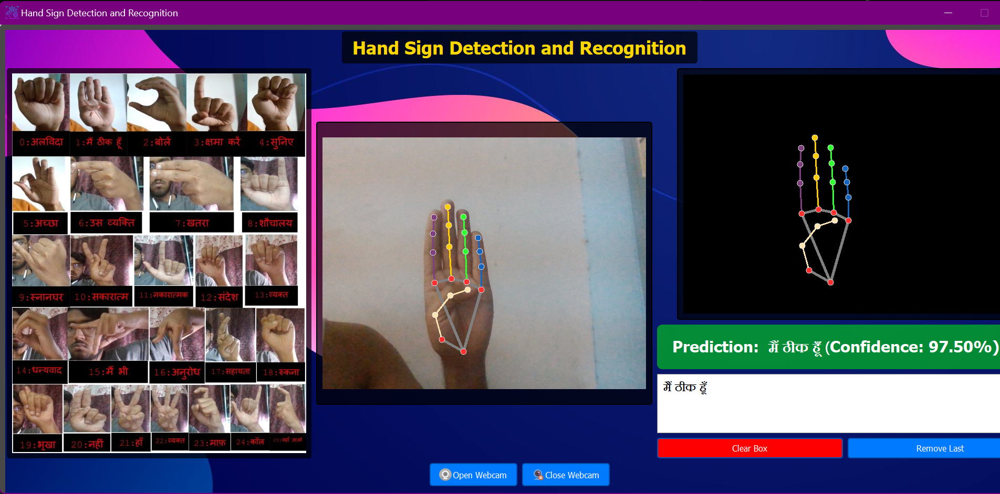 Hand Sign Detection and Recognition
Hand Sign Detection and Recognition
0:अलविदा 1:मैं ठीक हूँ 2:बोलें 3:क्षमा करें 4:सुनिए
5:अच्छा 6:उस व्यक्ति 7:खतरा 8:शौचालय
9:स्नानघर 10:सकारात्म 11:नकारात्मक 12:संदेश 13:व्यक्त
14:धन्यवाद 15:मैं भी 16:अनुरोध 17:सहायता 18:रुकना
19:भूखा 20:नहीं 21:हाँ 22:व्यक्त 23:माफ़ 24:कॉल 25:यहाँ आओ
Prediction: मैं ठीक हूँ (Confidence: 97.50%)
मैं ठीक हूँ
Clear Box Remove Last
Open Webcam Close Webcam